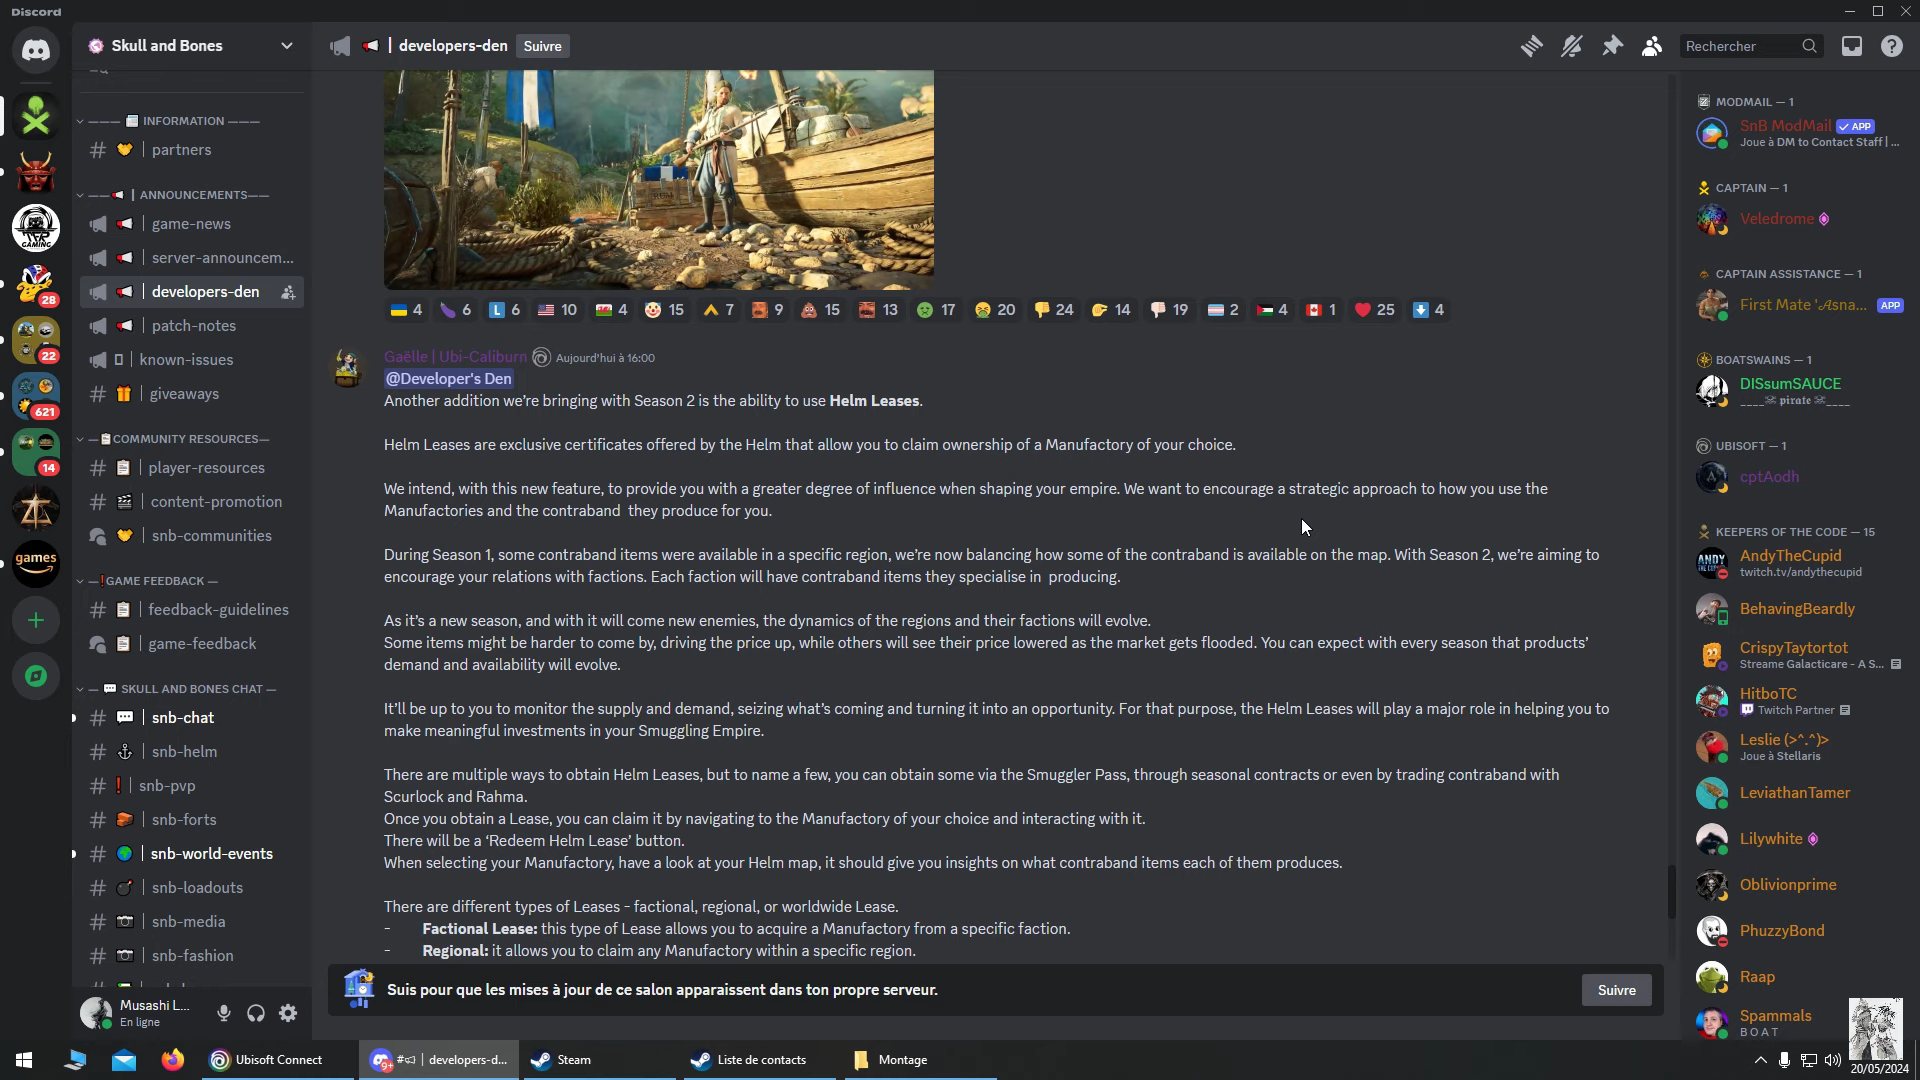 Discord
Skull and Bones
INFORMATION
partners
ANNOUNCEMENTS
game-news
server-announcem...
developers-den
patch-notes
known-issues
giveaways
COMMUNITY RESOURCES
player-resources
content-promotion
snb-communities
GAME FEEDBACK
feedback-guidelines
game-feedback
SKULL AND BONES CHAT
snb-chat
snb-helm
snb-pvp
snb-forts
snb-world-events
snb-loadouts
snb-media
snb-fashion
28
22
621
14
GAMING
games
Musashi L...
En ligne
developers-den
Suivre
Rechercher
RUM
4 6 L 6 10 4 15 7 9 15 13 17 20 24 14 19 2 4 1 25 4
Gaëlle | Ubi-Caliburn Aujourd'hui à 16:00
@Developer's Den
Another addition we’re bringing with Season 2 is the ability to use Helm Leases.
Helm Leases are exclusive certificates offered by the Helm that allow you to claim ownership of a Manufactory of your choice.
We intend, with this new feature, to provide you with a greater degree of influence when shaping your empire. We want to encourage a strategic approach to how you use the
Manufactories and the contraband  they produce for you.
During Season 1, some contraband items were available in a specific region, we’re now balancing how some of the contraband is available on the map. With Season 2, we’re aiming to
encourage your relations with factions. Each faction will have contraband items they specialise in  producing.
As it’s a new season, and with it will come new enemies, the dynamics of the regions and their factions will evolve.
Some items might be harder to come by, driving the price up, while others will see their price lowered as the market gets flooded. You can expect with every season that products’
demand and availability will evolve.
It’ll be up to you to monitor the supply and demand, seizing what’s coming and turning it into an opportunity. For that purpose, the Helm Leases will play a major role in helping you to
make meaningful investments in your Smuggling Empire.
There are multiple ways to obtain Helm Leases, but to name a few, you can obtain some via the Smuggler Pass, through seasonal contracts or even by trading contraband with
Scurlock and Rahma.
Once you obtain a Lease, you can claim it by navigating to the Manufactory of your choice and interacting with it.
There will be a ‘Redeem Helm Lease’ button.
When selecting your Manufactory, have a look at your Helm map, it should give you insights on what contraband items each of them produces.
There are different types of Leases - factional, regional, or worldwide Lease.
- Factional Lease: this type of Lease allows you to acquire a Manufactory from a specific faction.
- Regional: it allows you to claim any Manufactory within a specific region.
Suis pour que les mises à jour de ce salon apparaissent dans ton propre serveur.
Suivre
MODMAIL — 1
SnB ModMail APP
Joue à DM to Contact Staff | ...
CAPTAIN — 1
Veledrome
CAPTAIN ASSISTANCE — 1
First Mate '𝓐sna... APP
BOATSWAINS — 1
DISsumSAUCE
____☠ 𝖕𝖎𝖗𝖆𝖙𝖊 ☠____
UBISOFT — 1
cptAodh
KEEPERS OF THE CODE — 15
AndyTheCupid
twitch.tv/andythecupid
BehavingBeardly
CrispyTaytortot
Streame Galacticare - A S...
HitboTC
Twitch Partner
Leslie (>^.^)>
Joue à Stellaris
LeviathanTamer
Lilywhite
Oblivionprime
PhuzzyBond
Raap
Spammals
BOAT
Ubisoft Connect
9+
developers-d...
Steam
Liste de contacts
Montage
20/05/2024